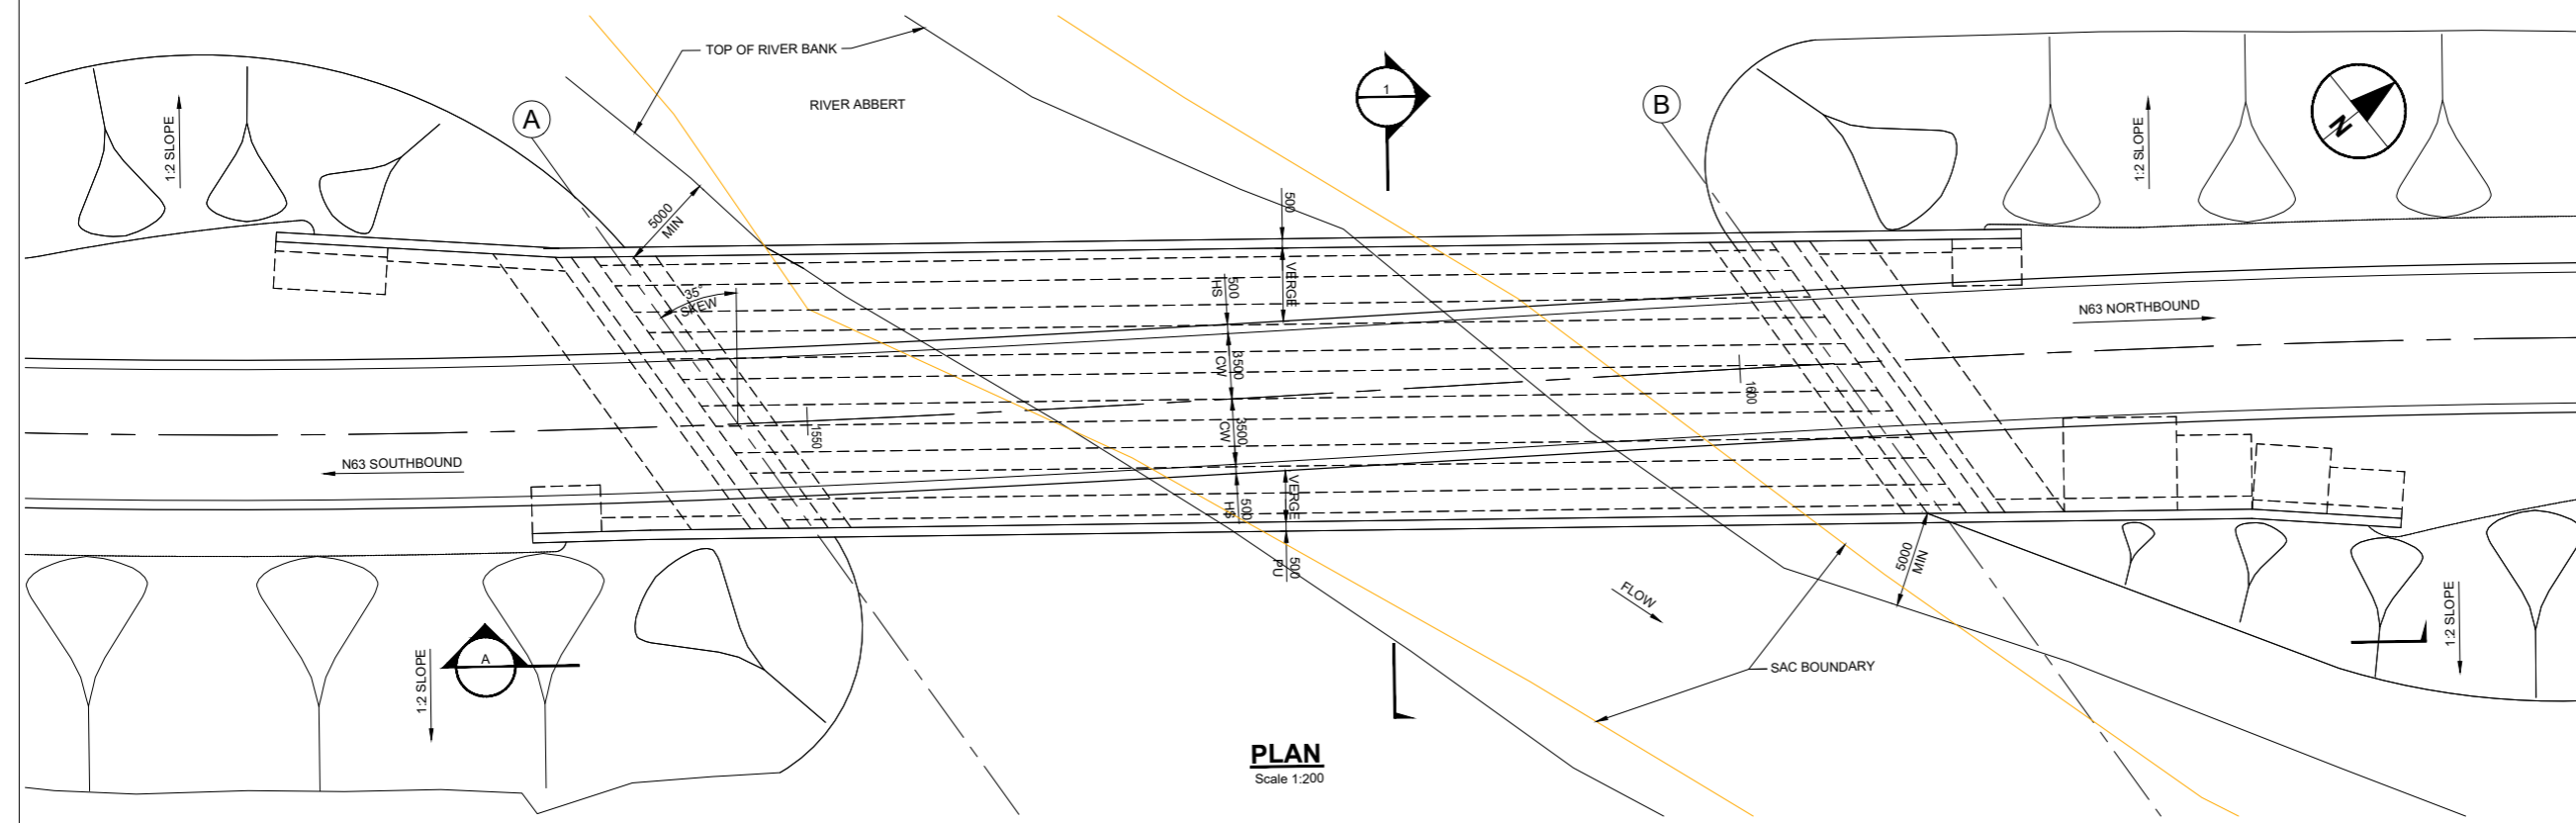 TOP OF RIVER BANK
RIVER ABBERT
1
A
B
N
1:2 SLOPE
1:2 SLOPE
5000
MIN
500
VERGE
500
HS
35°
SKEW
N63 NORTHBOUND
3500
CW
1600
3500
CW
1550
N63 SOUTHBOUND
VERGE
500
HS
500
PU
5000
MIN
FLOW
1:2 SLOPE
1:2 SLOPE
A
SAC BOUNDARY
PLAN
Scale 1:200